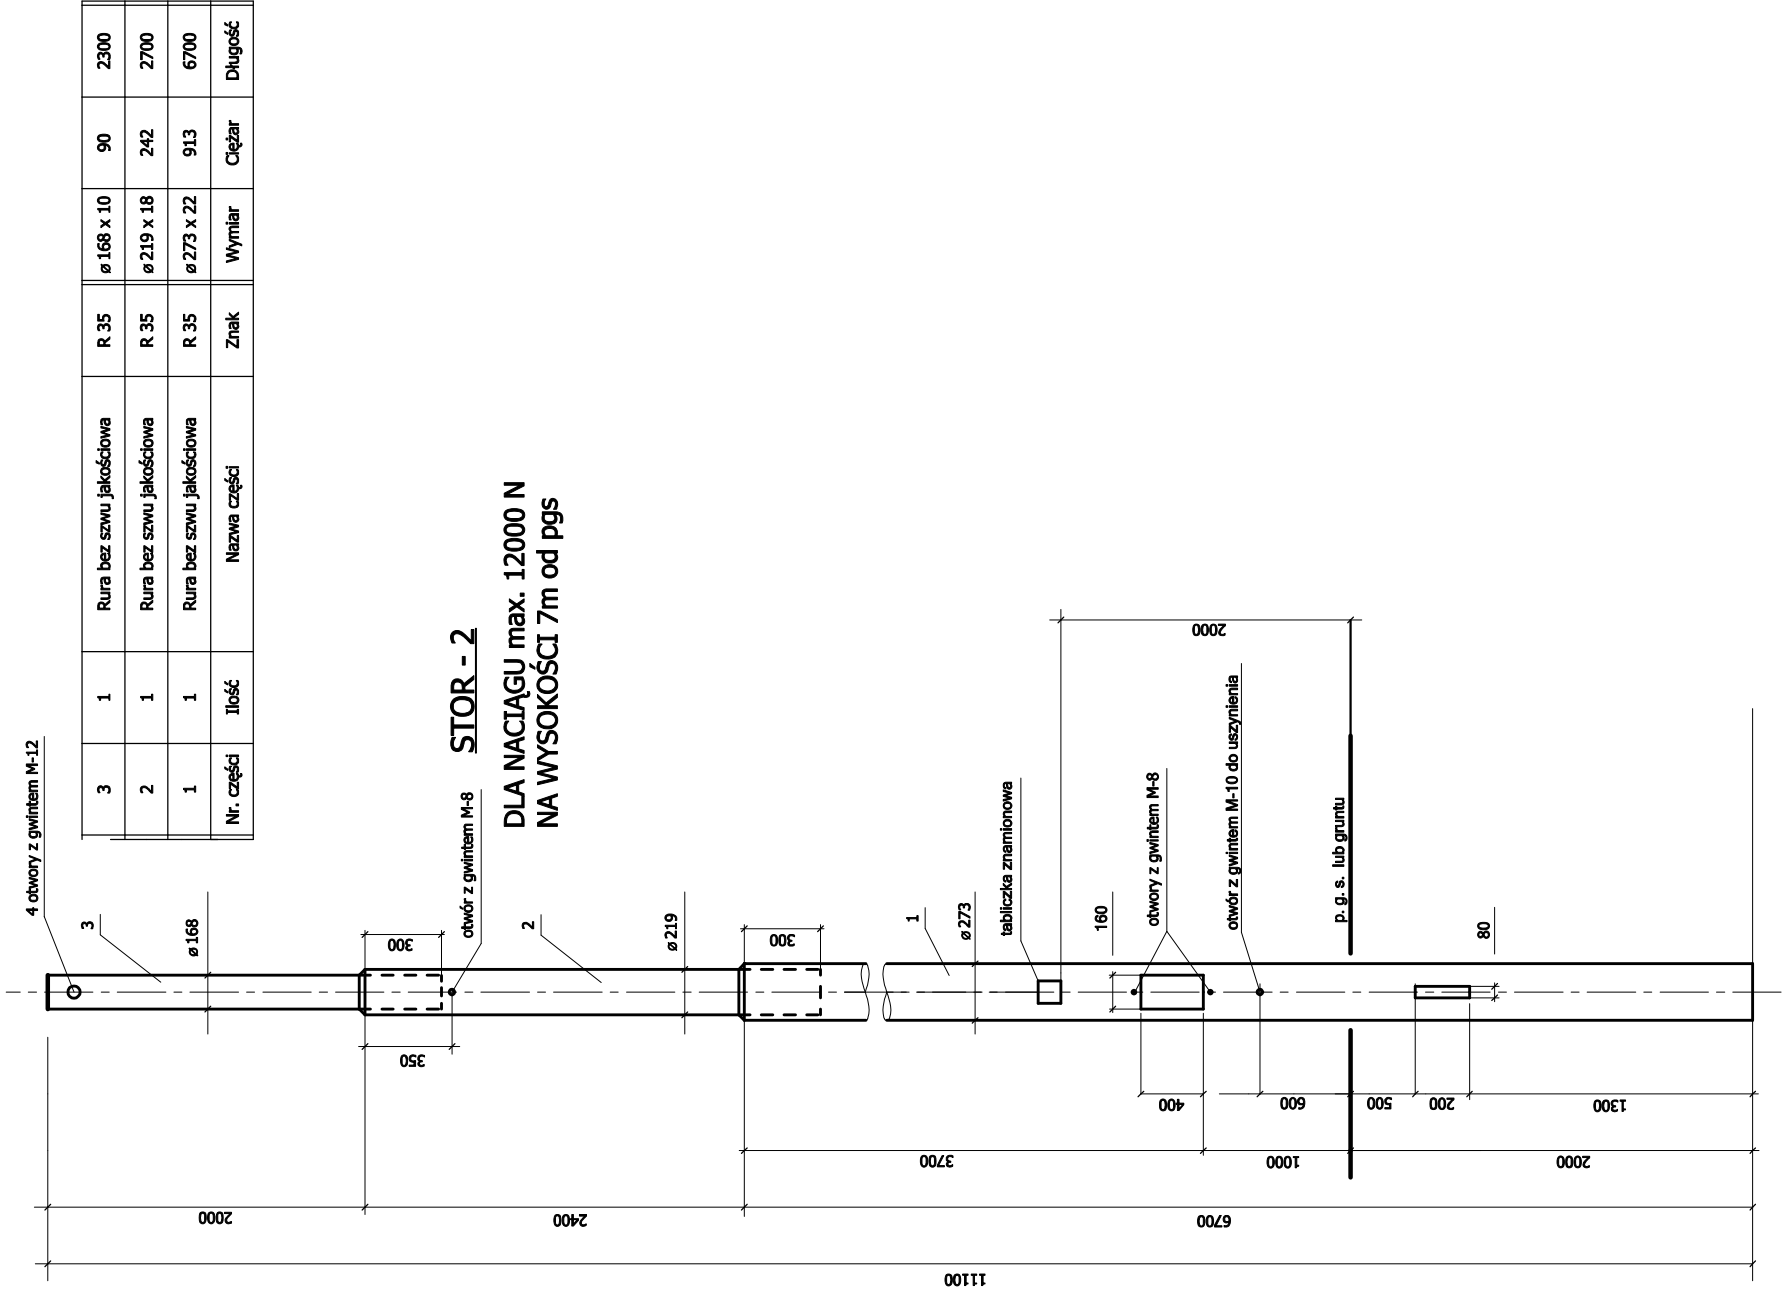 3 1 Rura bez szwu jakościowa R 35 ø 168 x 10 90 2300
2 1 Rura bez szwu jakościowa R 35 ø 219 x 18 242 2700
1 1 Rura bez szwu jakościowa R 35 ø 273 x 22 913 6700
Nr. części Ilość Nazwa części Znak Wymiar Ciężar Długość
STOR - 2
DLA NACIĄGU max. 12000 N
NA WYSOKOŚCI 7m od pgs
4 otwory z gwintem M-12
3
ø 168
300
otwór z gwintem M-8
2
ø 219
300
1
ø 273
tabliczka znamionowa
160
otwory z gwintem M-8
otwór z gwintem M-10 do uszynienia
2000
p. g. s. lub gruntu
80
350
400
600
500
200
1300
3700
1000
2000
2000
2400
6700
11100